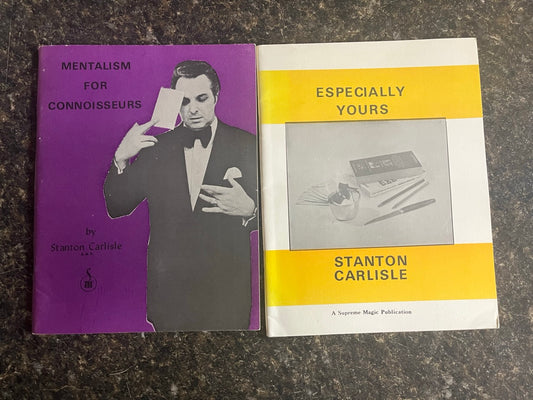 MENTALISM
FOR
CONNOISSEURS
by
Stanton Carlisle
ESPECIALLY
YOURS
STANTON
CARLISLE
A Supreme Magic Publication